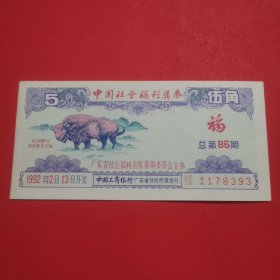 中国社会福利奖券
5
伍角
福
总第86期
广东省社会福利有奖募捐委员会主办
1992年12月13日开奖
中国工商银行广东省分行代理发行
1178393